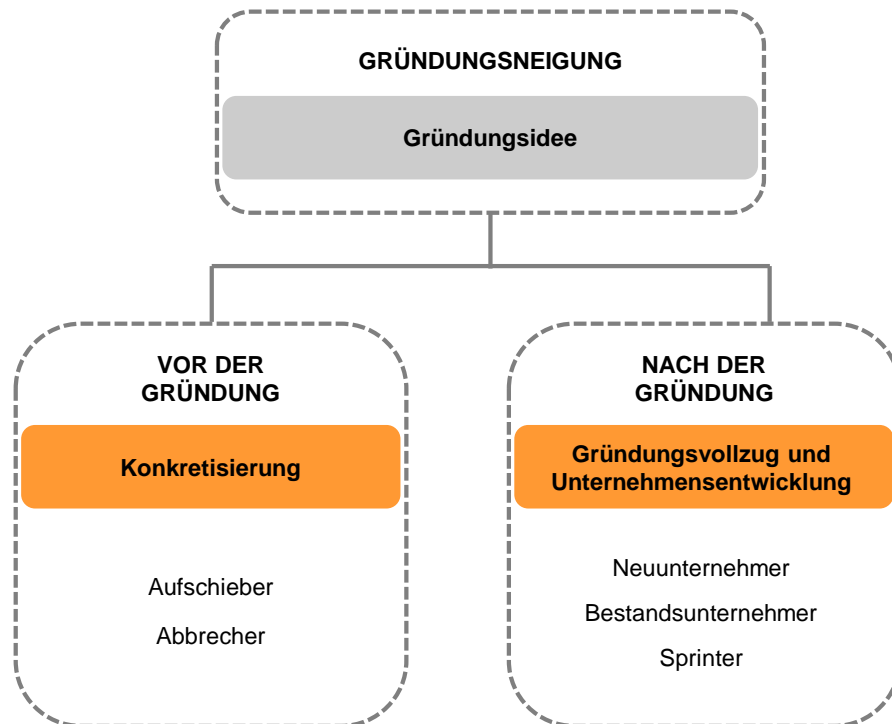 GRÜNDUNGSNEIGUNG
Gründungsidee
VOR DER
GRÜNDUNG
Konkretisierung
Aufschieber
Abbrecher
NACH DER
GRÜNDUNG
Gründungsvollzug und
Unternehmensentwicklung
Neuunternehmer
Bestandsunternehmer
Sprinter